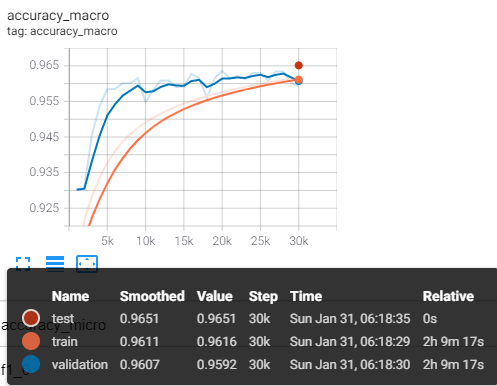 accuracy_macro
tag: accuracy_macro
0.965
0.955
0.945
0.935
0.925
5k 10k 15k 20k 25k 30k
Name Smoothed Value Step Time Relative
test 0.9651 0.9651 30k Sun Jan 31, 06:18:35 0s
accuracy_micro
train 0.9611 0.9616 30k Sun Jan 31, 06:18:29 2h 9m 17s
validation 0.9607 0.9592 30k Sun Jan 31, 06:18:30 2h 9m 17s